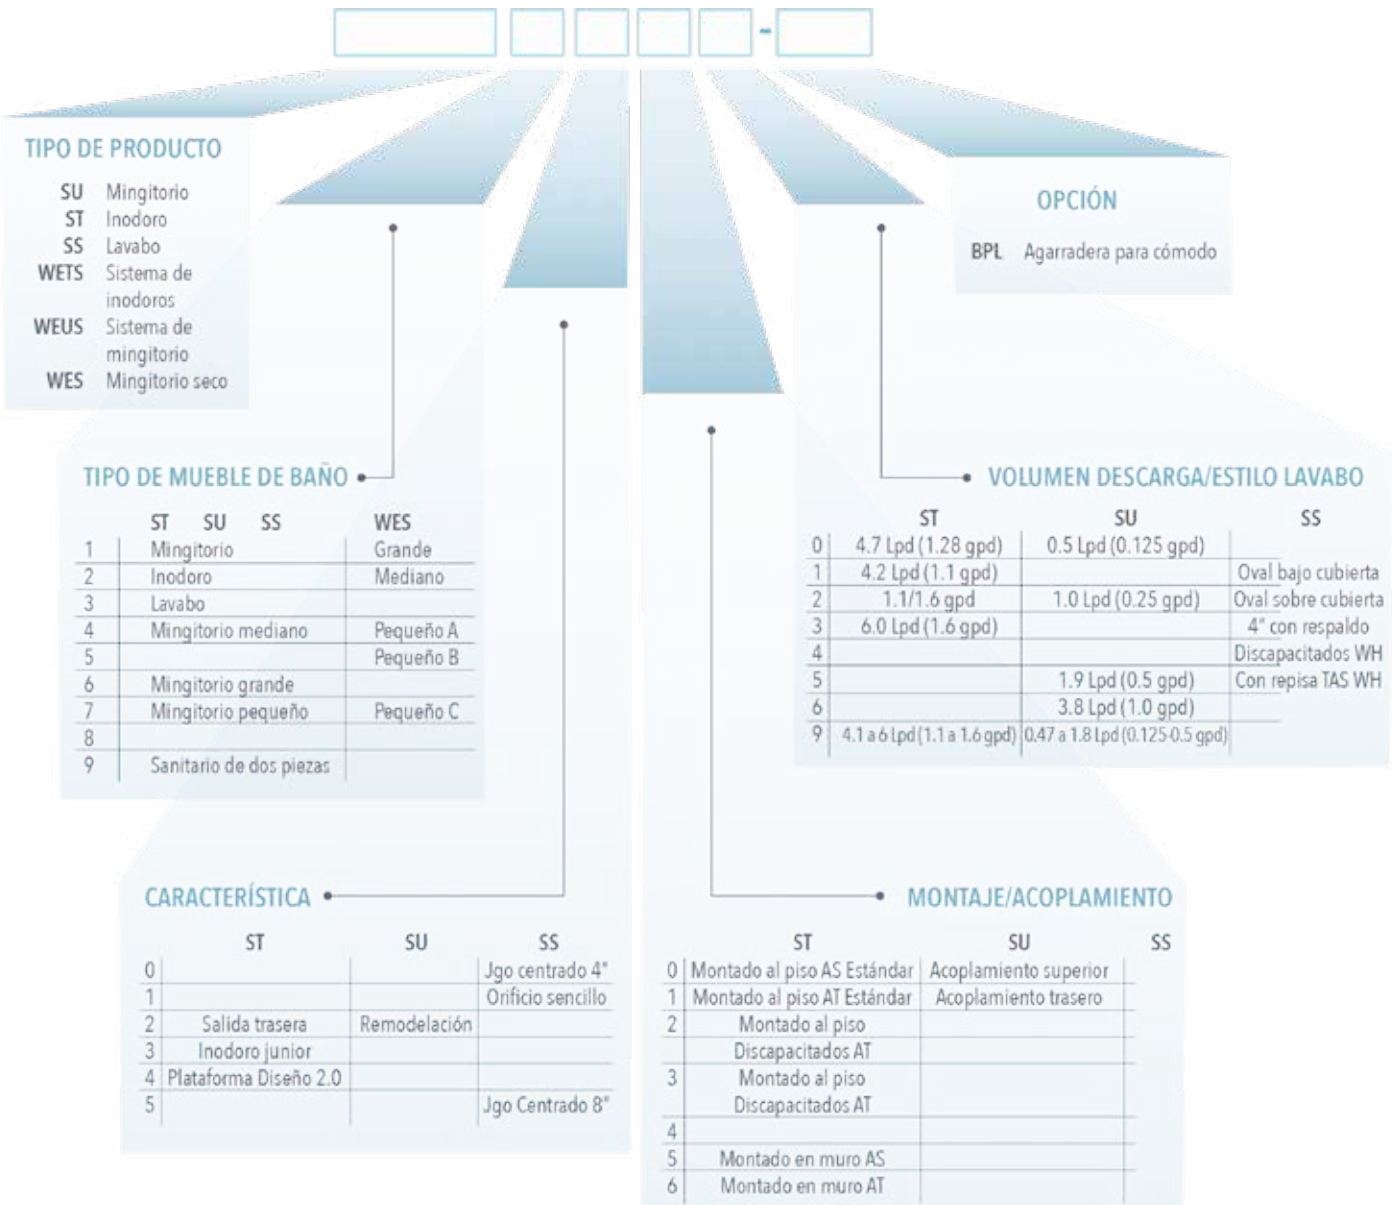 -
TIPO DE PRODUCTO
SU Mingitorio
ST Inodoro
SS Lavabo
WETS Sistema de
inodoros
WEUS Sistema de
mingitorio
WES Mingitorio seco
OPCIÓN
BPL Agarradera para cómodo
TIPO DE MUEBLE DE BAÑO
ST SU SS WES
1 Mingitorio Grande
2 Inodoro Mediano
3 Lavabo
4 Mingitorio mediano Pequeño A
5 Pequeño B
6 Mingitorio grande
7 Mingitorio pequeño Pequeño C
8
9 Sanitario de dos piezas
VOLUMEN DESCARGA/ESTILO LAVABO
ST SU SS
0 4.7 Lpd (1.28 gpd) 0.5 Lpd (0.125 gpd)
1 4.2 Lpd (1.1 gpd) Oval bajo cubierta
2 1.1/1.6 gpd 1.0 Lpd (0.25 gpd) Oval sobre cubierta
3 6.0 Lpd (1.6 gpd) 4" con respaldo
4 Discapacitados WH
5 1.9 Lpd (0.5 gpd) Con repisa TAS WH
6 3.8 Lpd (1.0 gpd)
9 4.1 a 6 Lpd (1.1 a 1.6 gpd) 0.47 a 1.8 Lpd (0.125-0.5 gpd)
CARACTERÍSTICA
ST SU SS
0 Jgo centrado 4"
1 Orificio sencillo
2 Salida trasera Remodelación
3 Inodoro junior
4 Plataforma Diseño 2.0
5 Jgo Centrado 8"
MONTAJE/ACOPLAMIENTO
ST SU SS
0 Montado al piso AS Estándar Acoplamiento superior
1 Montado al piso AT Estándar Acoplamiento trasero
2 Montado al piso
Discapacitados AT
3 Montado al piso
Discapacitados AT
4
5 Montado en muro AS
6 Montado en muro AT